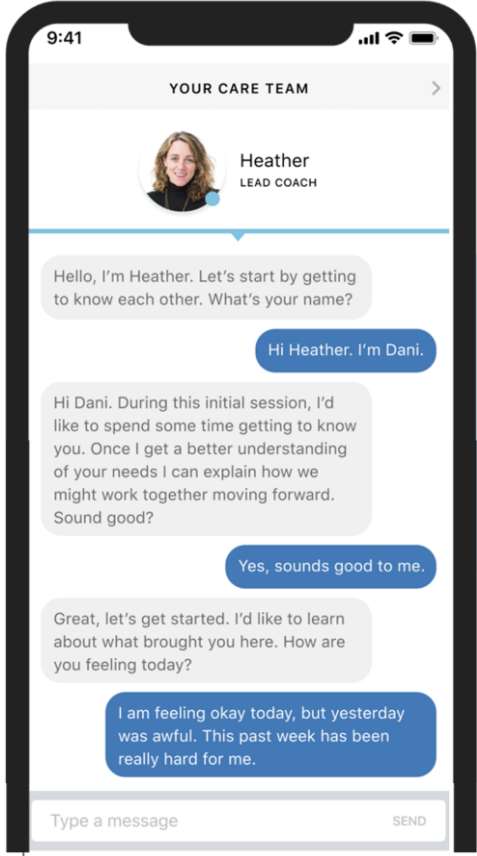 9:41
YOUR CARE TEAM
Heather
LEAD COACH
Hello, I'm Heather. Let's start by getting
to know each other. What's your name?
Hi Heather. I'm Dani.
Hi Dani. During this initial session, I'd
like to spend some time getting to know
you. Once I get a better understanding
of your needs I can explain how we
might work together moving forward.
Sound good?
Yes, sounds good to me.
Great, let's get started. I'd like to learn
about what brought you here. How are
you feeling today?
I am feeling okay today, but yesterday
was awful. This past week has been
really hard for me.
Type a message
SEND